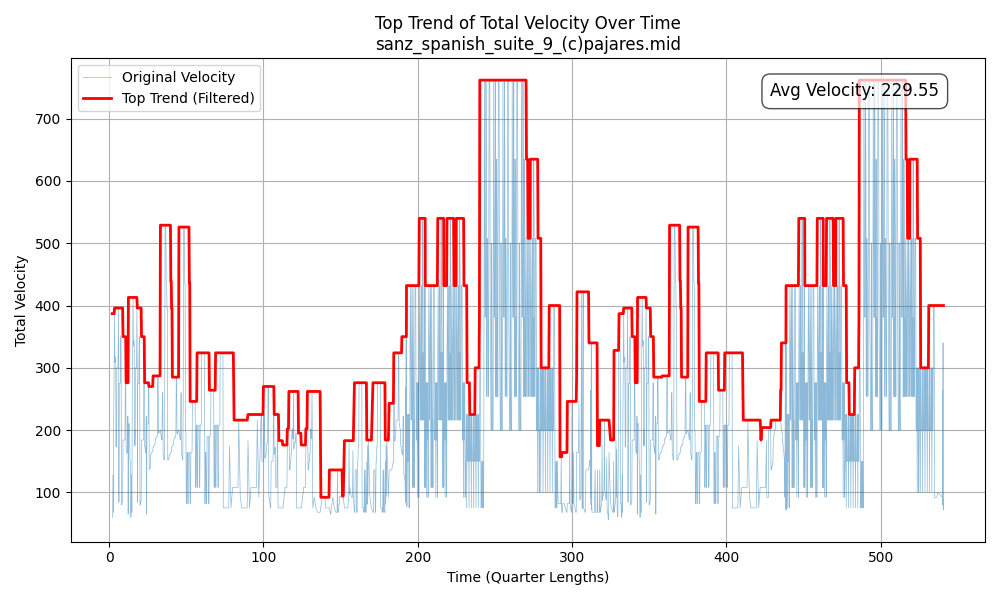 Top Trend of Total Velocity Over Time
sanz_spanish_suite_9_(c)pajares.mid
Original Velocity
Top Trend (Filtered)
Avg Velocity: 229.55
Total Velocity
700
600
500
400
300
200
100
0 100 200 300 400 500
Time (Quarter Lengths)